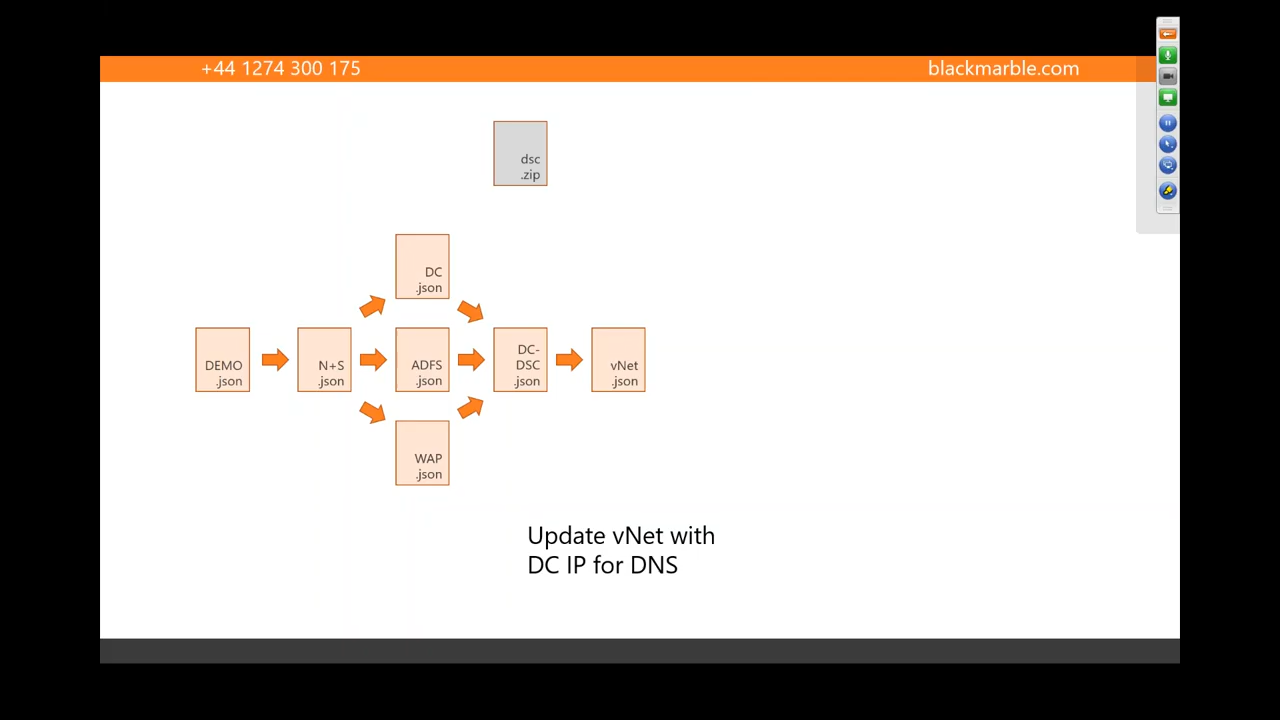 +44 1274 300 175
blackmarble.com
dsc
.zip
DC
.json
DEMO
.json
N+S
.json
ADFS
.json
DC-
DSC
.json
vNet
.json
WAP
.json
Update vNet with
DC IP for DNS